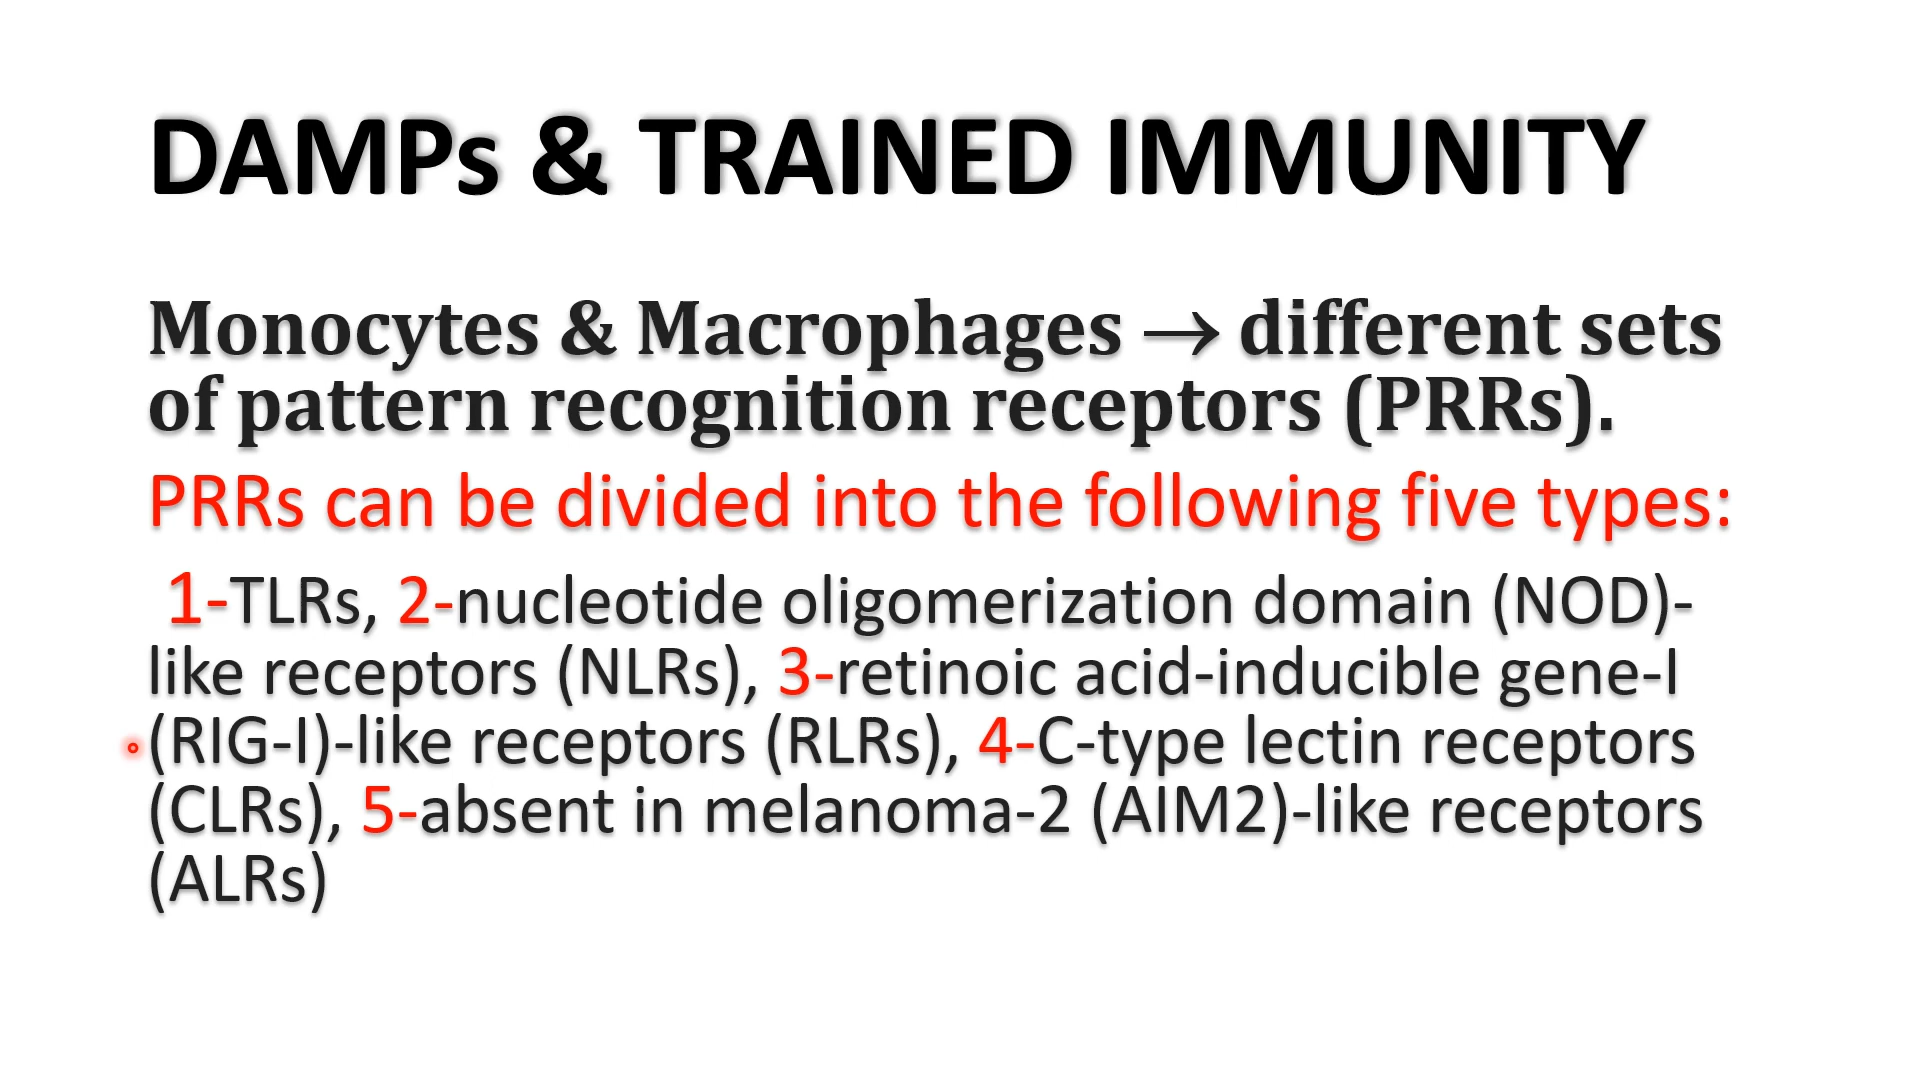 DAMPs & TRAINED IMMUNITY
Monocytes & Macrophages → different sets
of pattern recognition receptors (PRRs).
PRRs can be divided into the following five types:
1-TLRs, 2-nucleotide oligomerization domain (NOD)-
like receptors (NLRs), 3-retinoic acid-inducible gene-I
(RIG-I)-like receptors (RLRs), 4-C-type lectin receptors
(CLRs), 5-absent in melanoma-2 (AIM2)-like receptors
(ALRs)